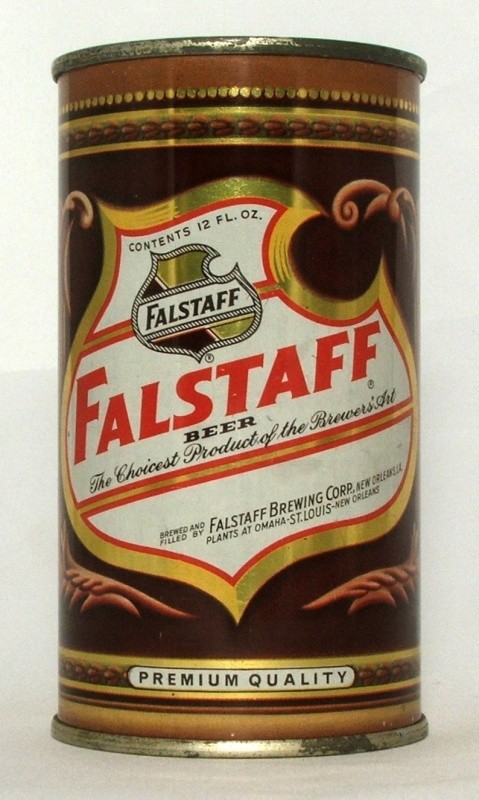 CONTENTS 12 FL. OZ.
FALSTAFF
®
FALSTAFF
®
BEER
The Choicest Product of the Brewers' Art
BREWED AND FILLED BY FALSTAFF BREWING CORP., NEW ORLEANS, LA.
PLANTS AT OMAHA-ST. LOUIS-NEW ORLEANS
PREMIUM QUALITY